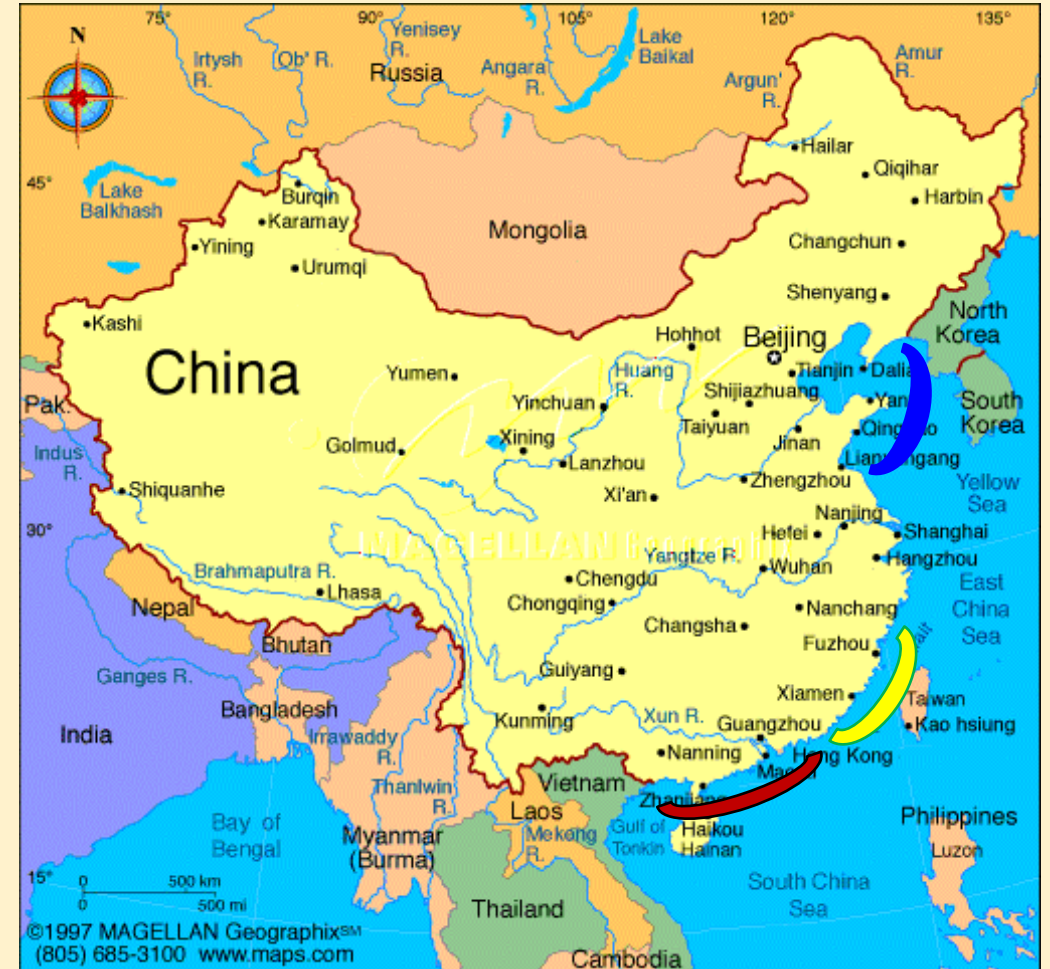 75°
90°
105°
120°
135°
N
Irtysh
R.
Ob' R.
Yenisey
R.
Russia
Angara
R.
Lake
Baikal
Argun'
R.
Amur
R.
Hailar
Qiqihar
Harbin
45°
Lake
Balkhash
Burqin
Karamay
Yining
Urumqi
Mongolia
Changchun
Shenyang
North
Korea
Kashi
China
Hohhot
Beijing
Yumen
Huang
R.
Tianjin
Shijiazhuang
Yinchuan
Taiyuan
Pak.
South
Korea
Golmud
Xining
Jinan
Indus
R.
Lanzhou
Zhengzhou
Shiquanhe
Xi'an
Yellow
Sea
Nanjing
30°
Hefei
Shanghai
MAGELLAN Geographix
Yangtze R.
Wuhan
Hangzhou
Brahmaputra R.
Lhasa
Chengdu
Chongqing
East
China
Sea
Nepal
Nanchang
Changsha
Bhutan
Fuzhou
Ganges R.
Guiyang
Xiamen
Taiwan
Bangladesh
Kunming
Xun R.
Guangzhou
Kao hsiung
India
Irrawaddy
R.
Nanning
Hong Kong
Thanlwin
R.
Vietnam
Laos
Bay of
Bengal
Myanmar
(Burma)
Mekong
R.
Gulf of
Tonkin
Haikou
Hainan
Philippines
Luzon
15°
0 500 km
0 500 mi
South China
Sea
Thailand
©1997 MAGELLAN Geographix℠
(805) 685-3100 www.maps.com
Cambodia